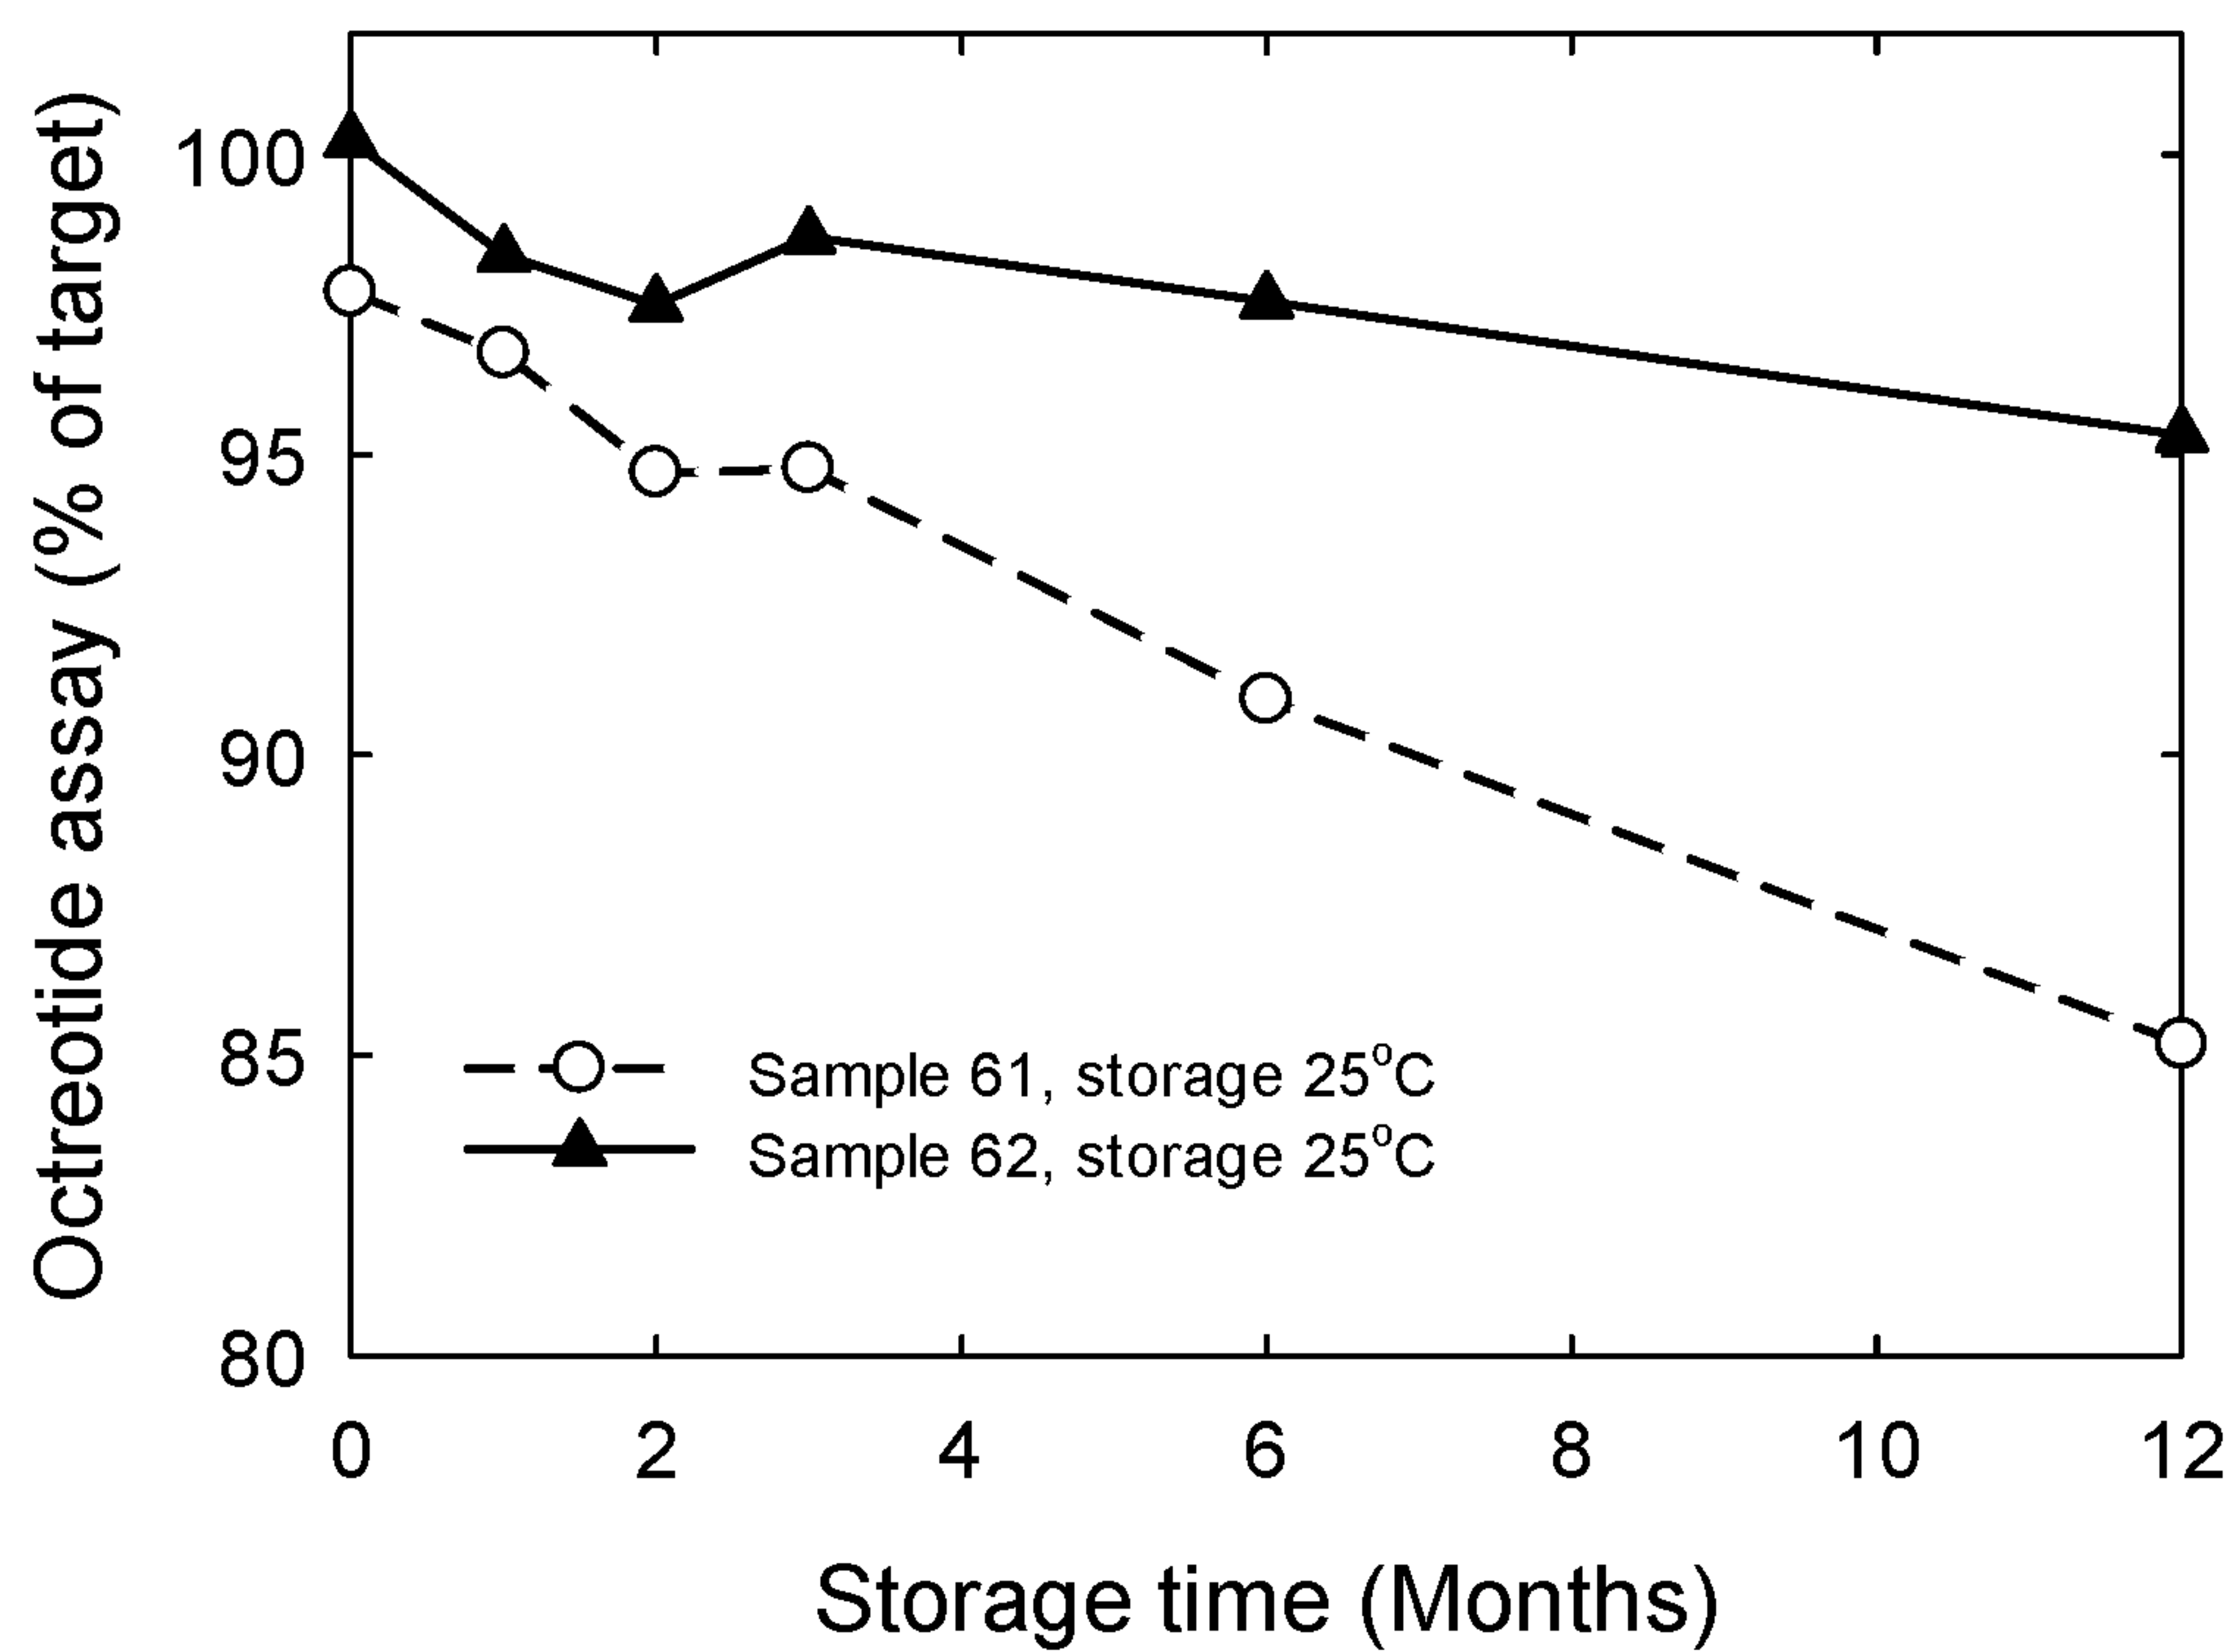 Octreotide assay (% of target)
100
95
90
85
80
Sample 61, storage 25°C
Sample 62, storage 25°C
0 2 4 6 8 10 12
Storage time (Months)